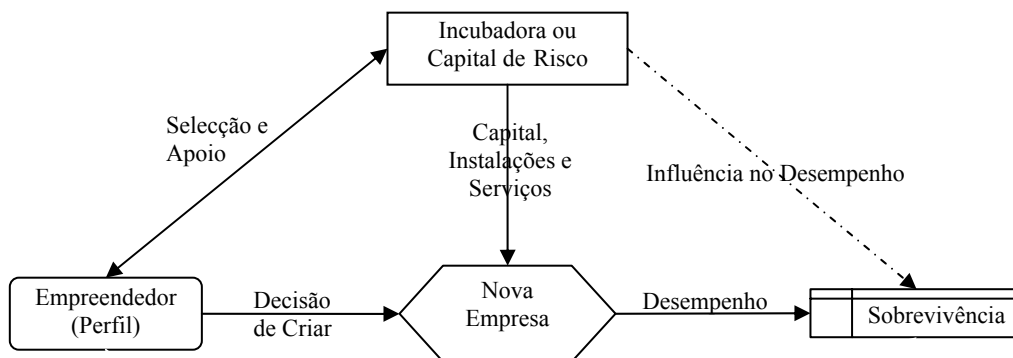 Incubadora ou
Capital de Risco
Selecção e
Apoio
Capital,
Instalações e
Serviços
Influência no Desempenho
Empreendedor
(Perfil)
Decisão
de Criar
Nova
Empresa
Desempenho
Sobrevivência